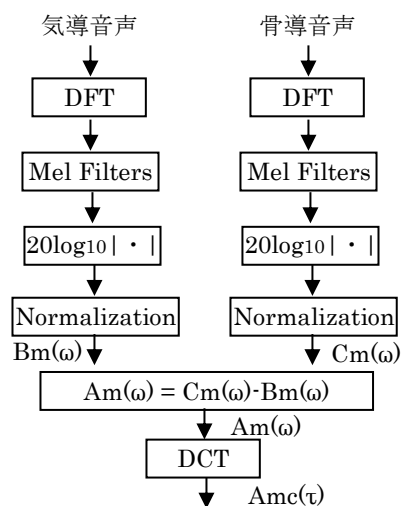 気導音声 骨導音声
DFT DFT
Mel Filters Mel Filters
20log10|・| 20log10|・|
Normalization Normalization
Bm(ω) Cm(ω)
Am(ω) = Cm(ω)-Bm(ω)
Am(ω)
DCT
Amc(τ)